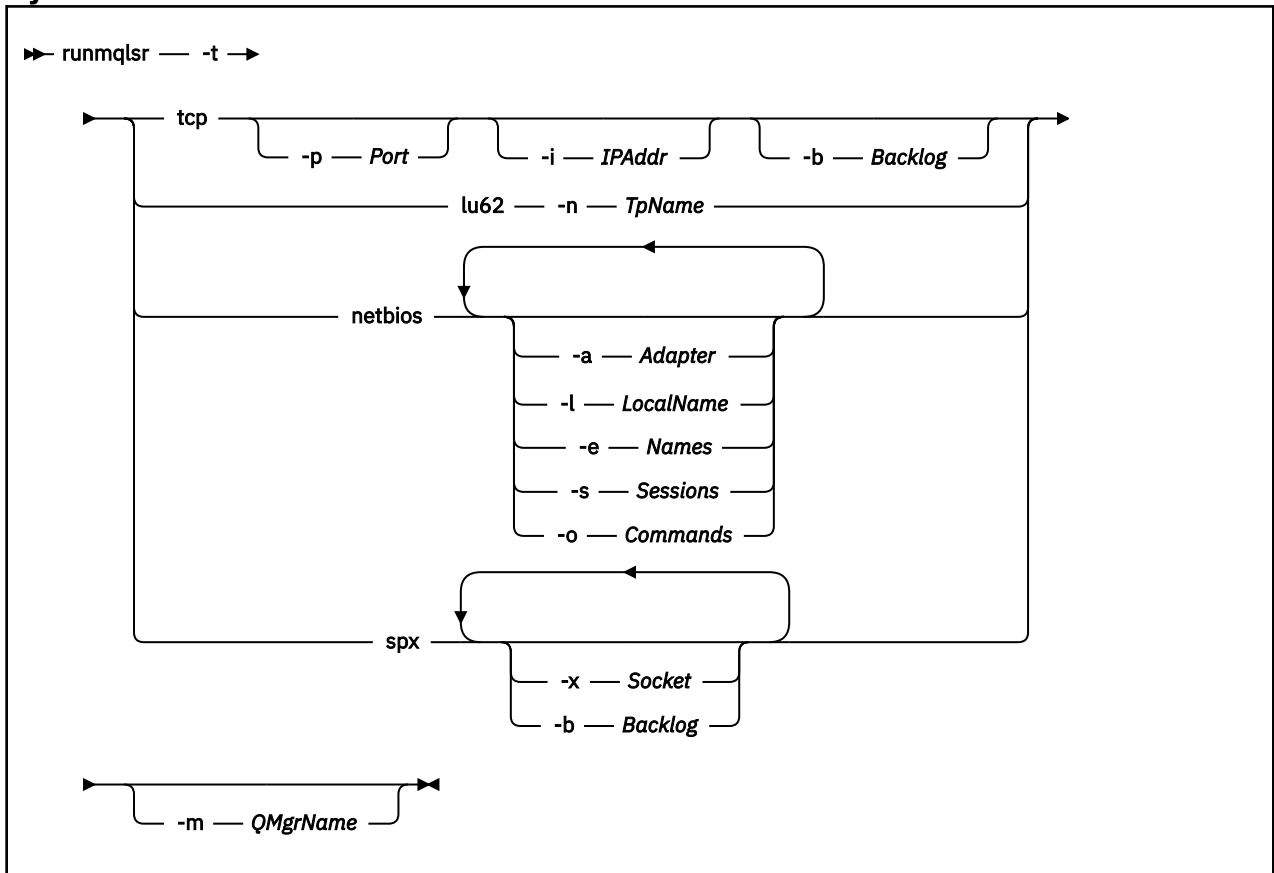 runmqlsr -t
tcp
-p Port -i IPAddr -b Backlog
lu62 -n TpName
netbios
-a Adapter
-l LocalName
-e Names
-s Sessions
-o Commands
spx
-x Socket
-b Backlog
-m QMgrName